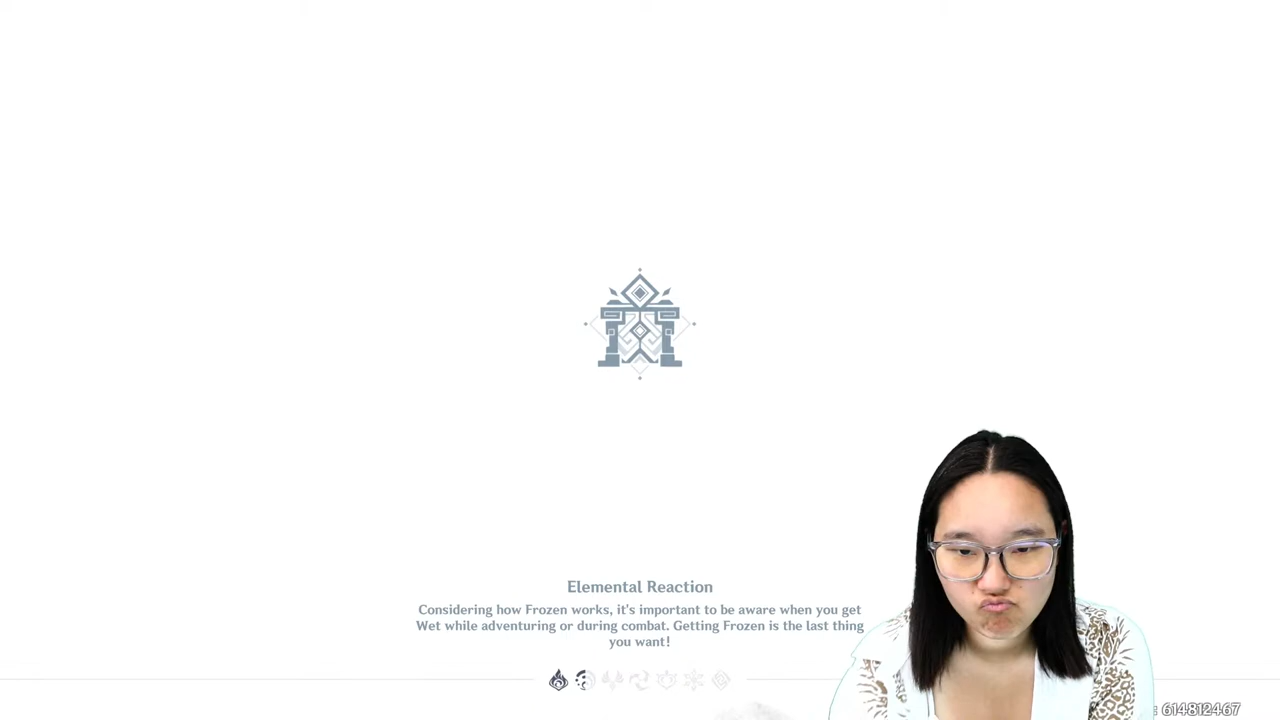 Elemental Reaction
Considering how Frozen works, it's important to be aware when you get
Wet while adventuring or during combat. Getting Frozen is the last thing
you want!
614812467